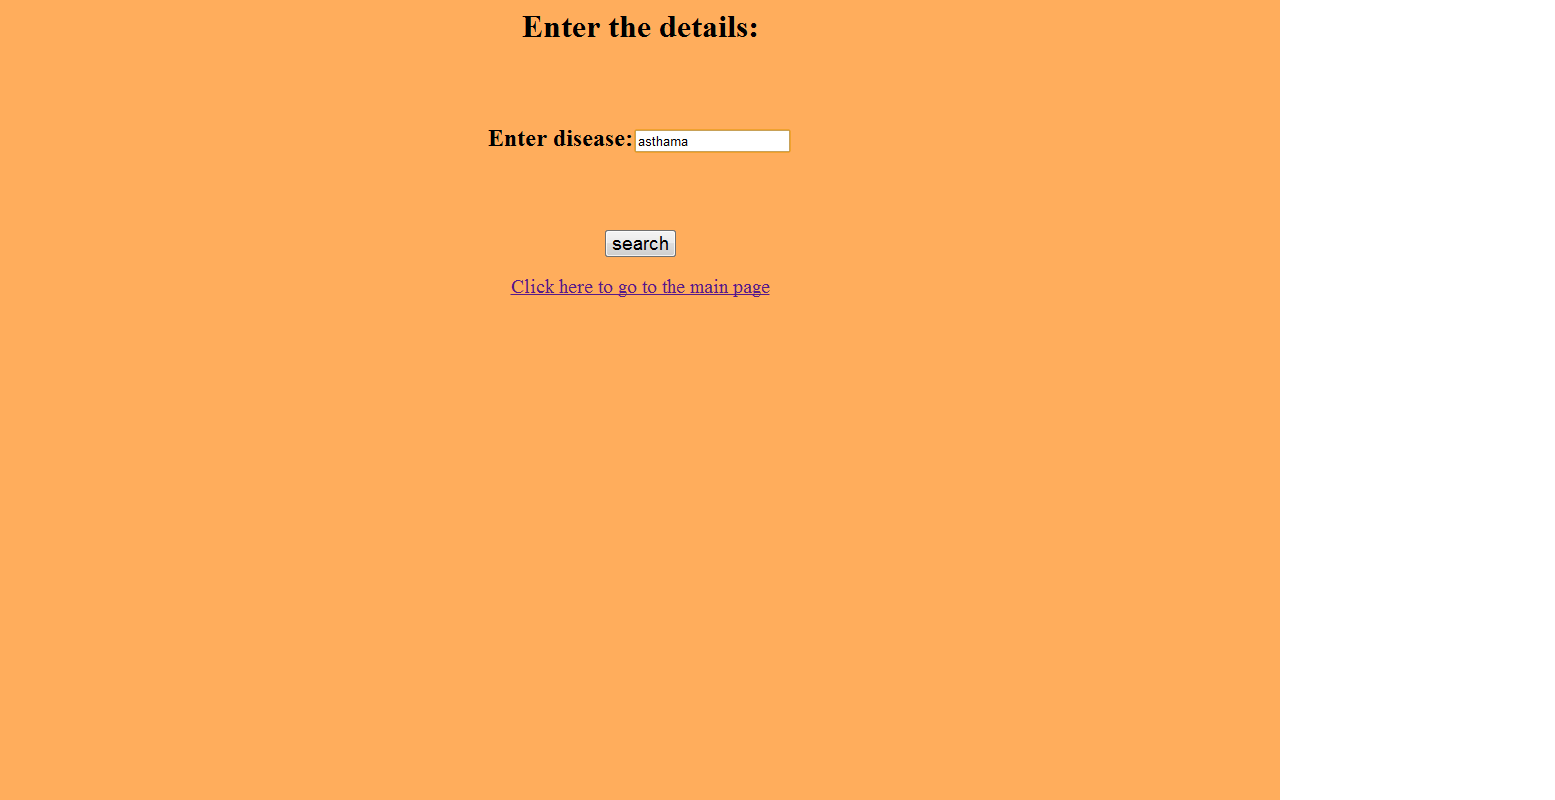 Enter the details:
Enter disease: asthama
search
Click here to go to the main page